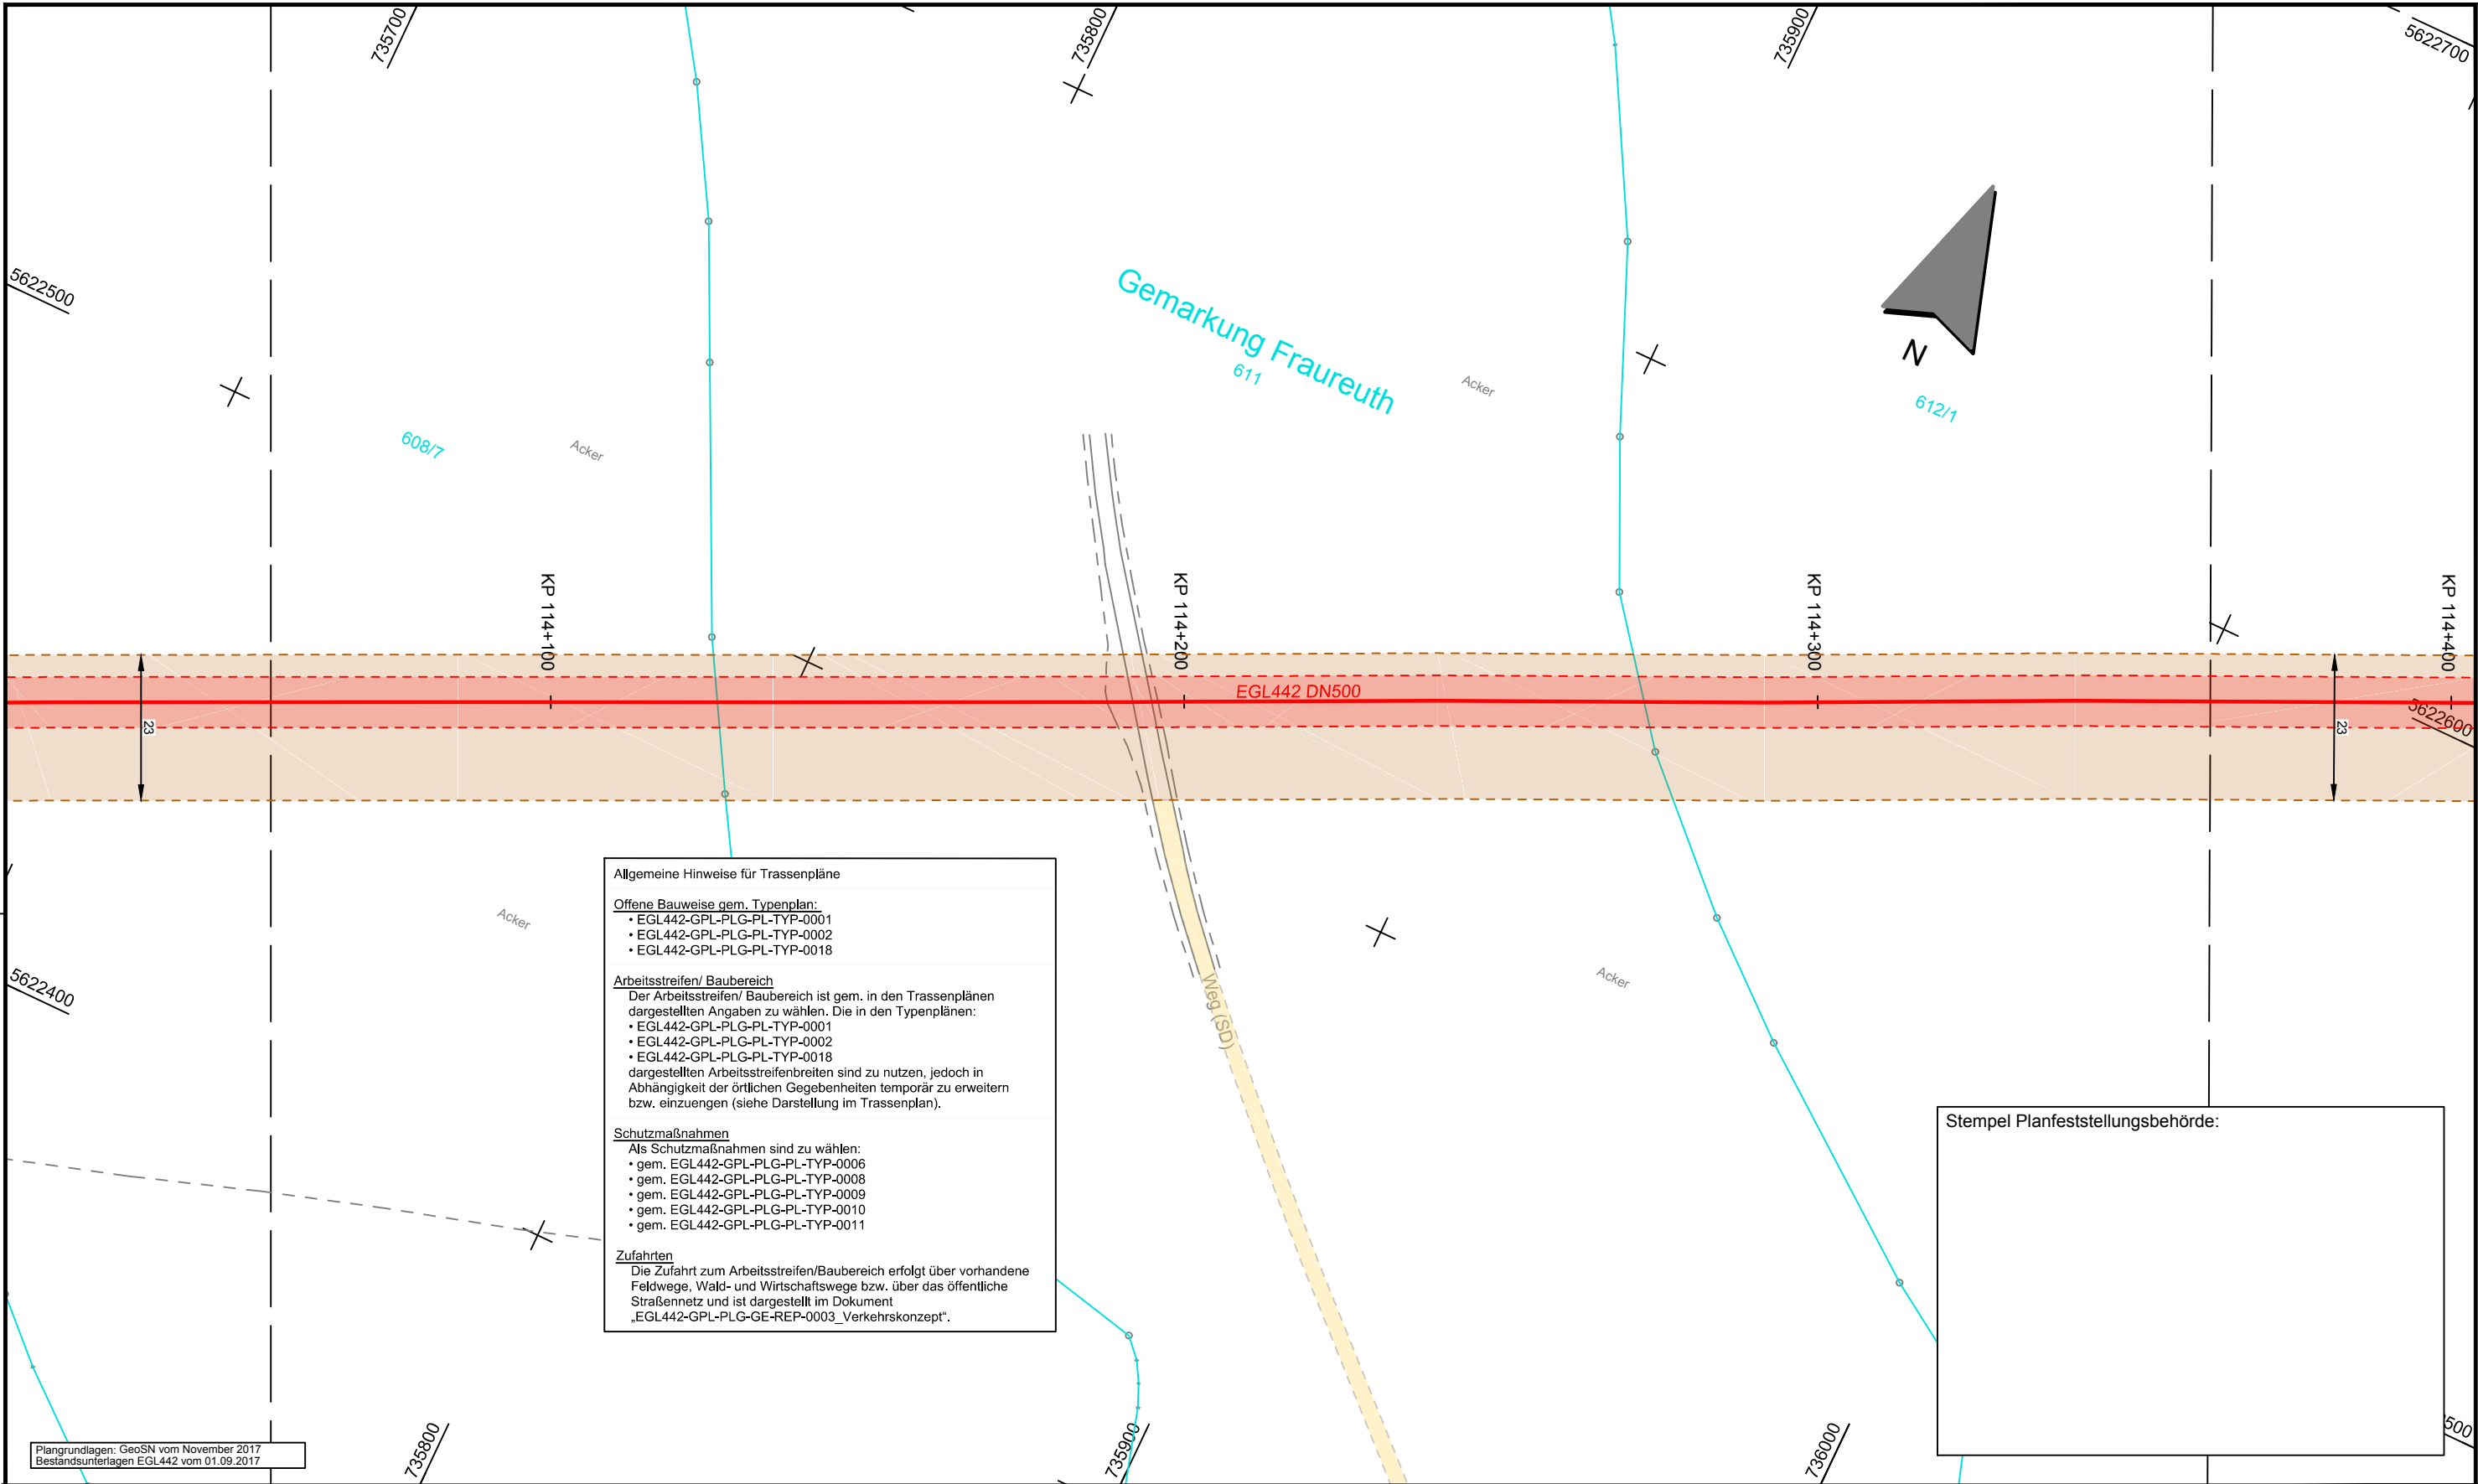 735700
735800
735900
5622700
5622500
Gemarkung Fraureuth
611
Acker
N
612/1
608/7
Acker
KP 114+100
KP 114+200
KP 114+300
KP 114+400
EGL442 DN500
23
23
5622600
Allgemeine Hinweise für Trassenpläne
Offene Bauweise gem. Typenplan:
• EGL442-GPL-PLG-PL-TYP-0001
• EGL442-GPL-PLG-PL-TYP-0002
• EGL442-GPL-PLG-PL-TYP-0018
Arbeitsstreifen/ Baubereich
Der Arbeitsstreifen/ Baubereich ist gem. in den Trassenplänen
dargestellten Angaben zu wählen. Die in den Typenplänen:
• EGL442-GPL-PLG-PL-TYP-0001
• EGL442-GPL-PLG-PL-TYP-0002
• EGL442-GPL-PLG-PL-TYP-0018
dargestellten Arbeitsstreifenbreiten sind zu nutzen, jedoch in
Abhängigkeit der örtlichen Gegebenheiten temporär zu erweitern
bzw. einzuengen (siehe Darstellung im Trassenplan).
Schutzmaßnahmen
Als Schutzmaßnahmen sind zu wählen:
• gem. EGL442-GPL-PLG-PL-TYP-0006
• gem. EGL442-GPL-PLG-PL-TYP-0008
• gem. EGL442-GPL-PLG-PL-TYP-0009
• gem. EGL442-GPL-PLG-PL-TYP-0010
• gem. EGL442-GPL-PLG-PL-TYP-0011
Zufahrten
Die Zufahrt zum Arbeitsstreifen/Baubereich erfolgt über vorhandene
Feldwege, Wald- und Wirtschaftswege bzw. über das öffentliche
Straßennetz und ist dargestellt im Dokument
„EGL442-GPL-PLG-GE-REP-0003_Verkehrskonzept“.
Acker
Acker
5622400
Weg (SD)
Stempel Planfeststellungsbehörde:
500
735800
735900
736000
Plangrundlagen: GeoSN vom November 2017
Bestandsunterlagen EGL442 vom 01.09.2017